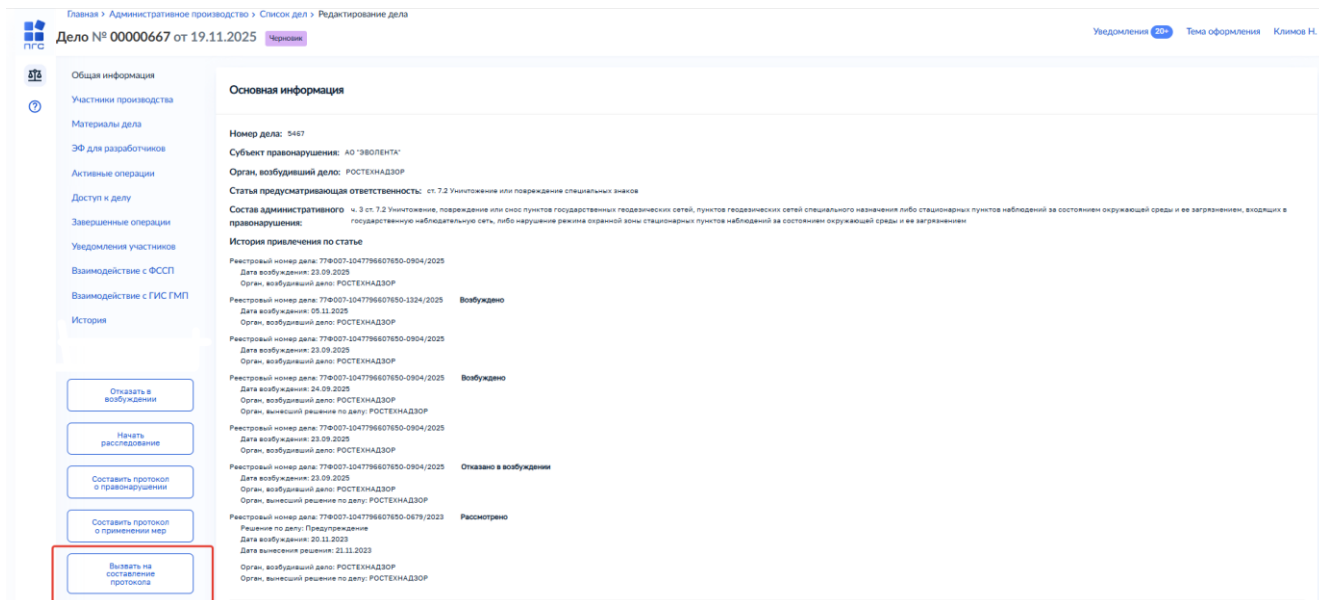 Главная > Административное производство > Список дел > Редактирование дела
ПГС
Дело № 00000667 от 19.11.2025 Черновик
Уведомления 20+ Тема оформления Климов Н.
Общая информация
Участники производства
Материалы дела
ЭФ для разработчиков
Активные операции
Доступ к делу
Завершенные операции
Уведомления участников
Взаимодействие с ФССП
Взаимодействие с ГИС ГМП
История
Отказать в
возбуждении
Начать
расследование
Составить протокол
о правонарушении
Составить протокол
о применении мер
Вызвать на
составление
протокола
Основная информация
Номер дела: 5467
Субъект правонарушения: АО "ЭВОЛЕНТА"
Орган, возбудивший дело: РОСТЕХНАДЗОР
Статья предусматривающая ответственность: ст. 7.2 Уничтожение или повреждение специальных знаков
Состав административного правонарушения: ч. 3 ст. 7.2 Уничтожение, повреждение или снос пунктов государственных геодезических сетей, пунктов геодезических сетей специального назначения либо стационарных пунктов наблюдений за состоянием окружающей среды и ее загрязнением, входящих в
государственную наблюдательную сеть, либо нарушение режима охранной зоны стационарных пунктов наблюдений за состоянием окружающей среды и ее загрязнением
История привлечения по статье
Реестровый номер дела: 77Ф007-1047796607650-0904/2025
Дата возбуждения: 23.09.2025
Орган, возбудивший дело: РОСТЕХНАДЗОР
Реестровый номер дела: 77Ф007-1047796607650-1324/2025 Возбуждено
Дата возбуждения: 05.11.2025
Орган, возбудивший дело: РОСТЕХНАДЗОР
Реестровый номер дела: 77Ф007-1047796607650-0904/2025
Дата возбуждения: 23.09.2025
Орган, возбудивший дело: РОСТЕХНАДЗОР
Реестровый номер дела: 77Ф007-1047796607650-0904/2025 Возбуждено
Дата возбуждения: 24.09.2025
Орган, возбудивший дело: РОСТЕХНАДЗОР
Орган, вынесший решение по делу: РОСТЕХНАДЗОР
Реестровый номер дела: 77Ф007-1047796607650-0904/2025
Дата возбуждения: 23.09.2025
Орган, возбудивший дело: РОСТЕХНАДЗОР
Реестровый номер дела: 77Ф007-1047796607650-0904/2025 Отказано в возбуждении
Дата возбуждения: 23.09.2025
Орган, возбудивший дело: РОСТЕХНАДЗОР
Орган, вынесший решение по делу: РОСТЕХНАДЗОР
Реестровый номер дела: 77Ф007-1047796607650-0679/2023 Рассмотрено
Решение по делу: Предупреждение
Дата возбуждения: 20.11.2023
Дата вынесения решения: 21.11.2023
Орган, возбудивший дело: РОСТЕХНАДЗОР
Орган, вынесший решение по делу: РОСТЕХНАДЗОР